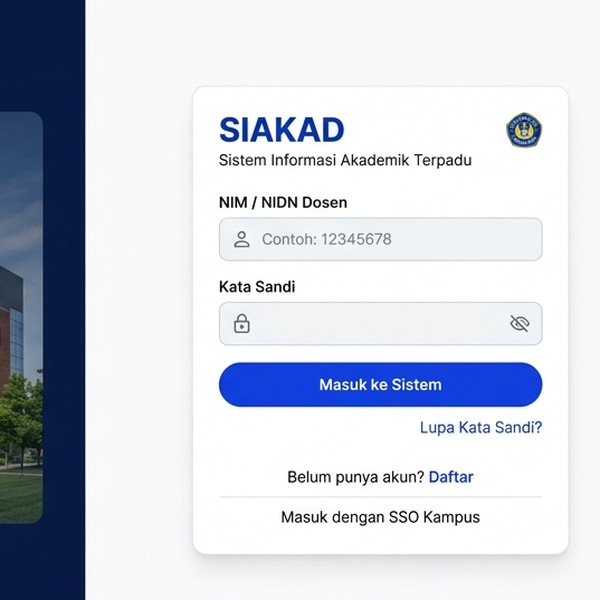 SIAKAD
Sistem Informasi Akademik Terpadu
NIM / NIDN Dosen
Contoh: 12345678
Kata Sandi
Masuk ke Sistem
Lupa Kata Sandi?
Belum punya akun? Daftar
Masuk dengan SSO Kampus